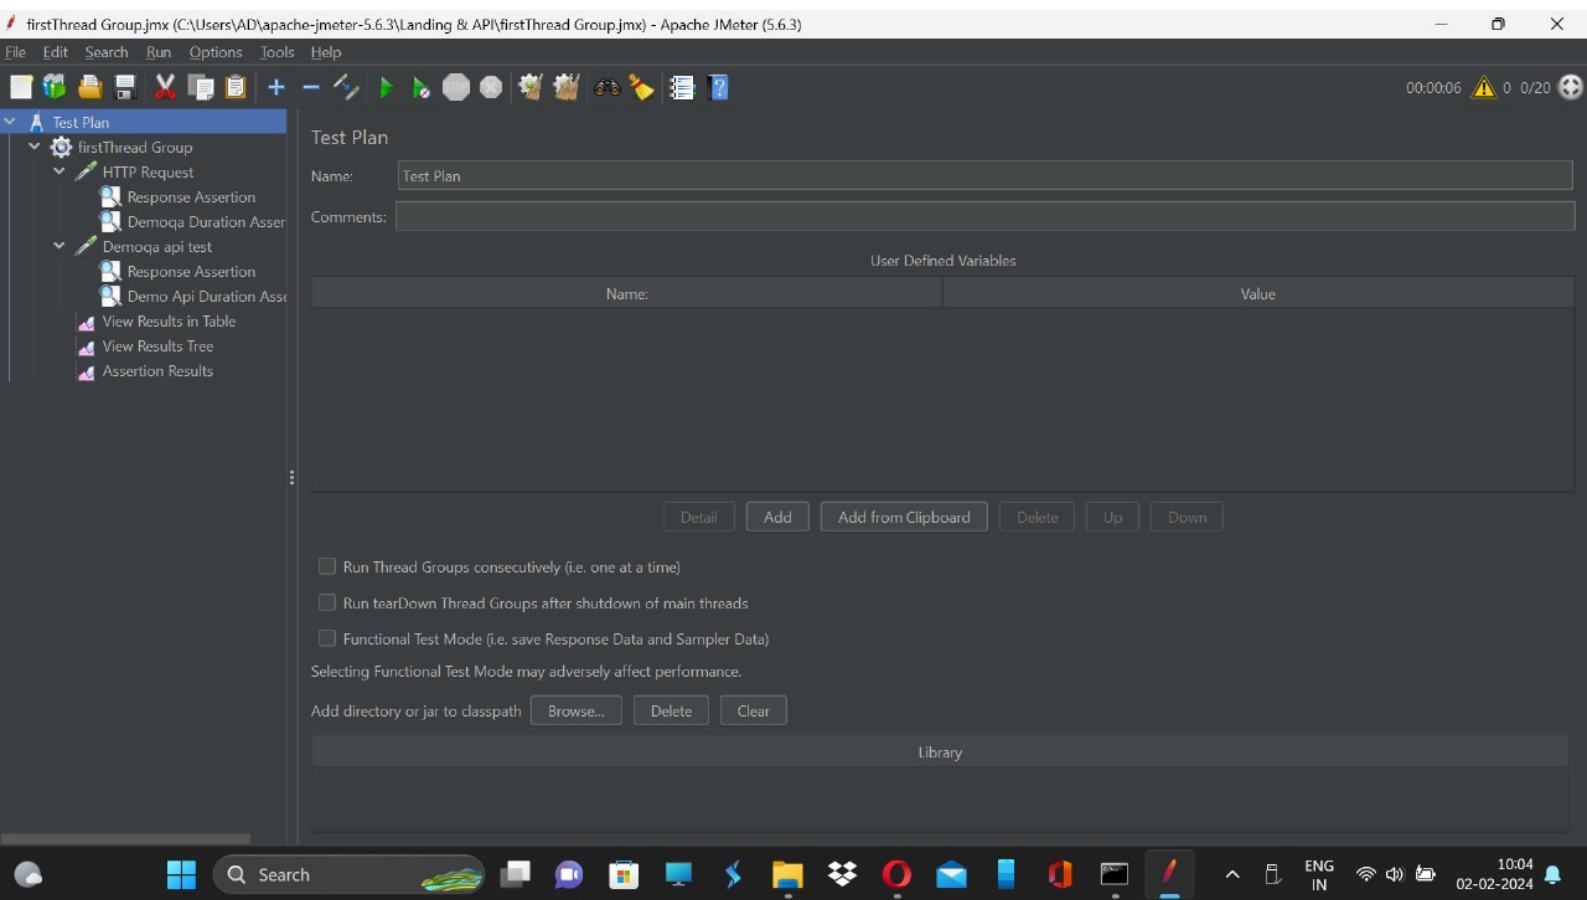 firstThread Group.jmx (C:\Users\AD\apache-jmeter-5.6.3\Landing & API\firstThread Group.jmx) - Apache JMeter (5.6.3)
File Edit Search Run Options Tools Help
STOP
00:00:06 0 0/20
Test Plan
firstThread Group
HTTP Request
Response Assertion
Demoqa Duration Asser
Demoqa api test
Response Assertion
Demo Api Duration Asse
View Results in Table
View Results Tree
Assertion Results
Test Plan
Name: Test Plan
Comments:
User Defined Variables
Name: Value
Detail Add Add from Clipboard Delete Up Down
Run Thread Groups consecutively (i.e. one at a time)
Run tearDown Thread Groups after shutdown of main threads
Functional Test Mode (i.e. save Response Data and Sampler Data)
Selecting Functional Test Mode may adversely affect performance.
Add directory or jar to classpath Browse... Delete Clear
Library
Search
ENG
IN
10:04
02-02-2024